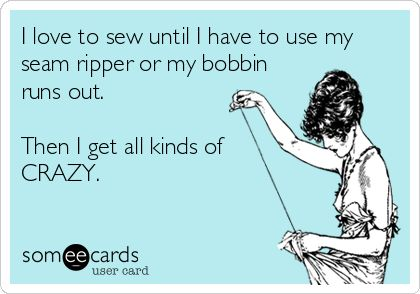 I love to sew until I have to use my
seam ripper or my bobbin
runs out.
Then I get all kinds of
CRAZY.
someecards
user card